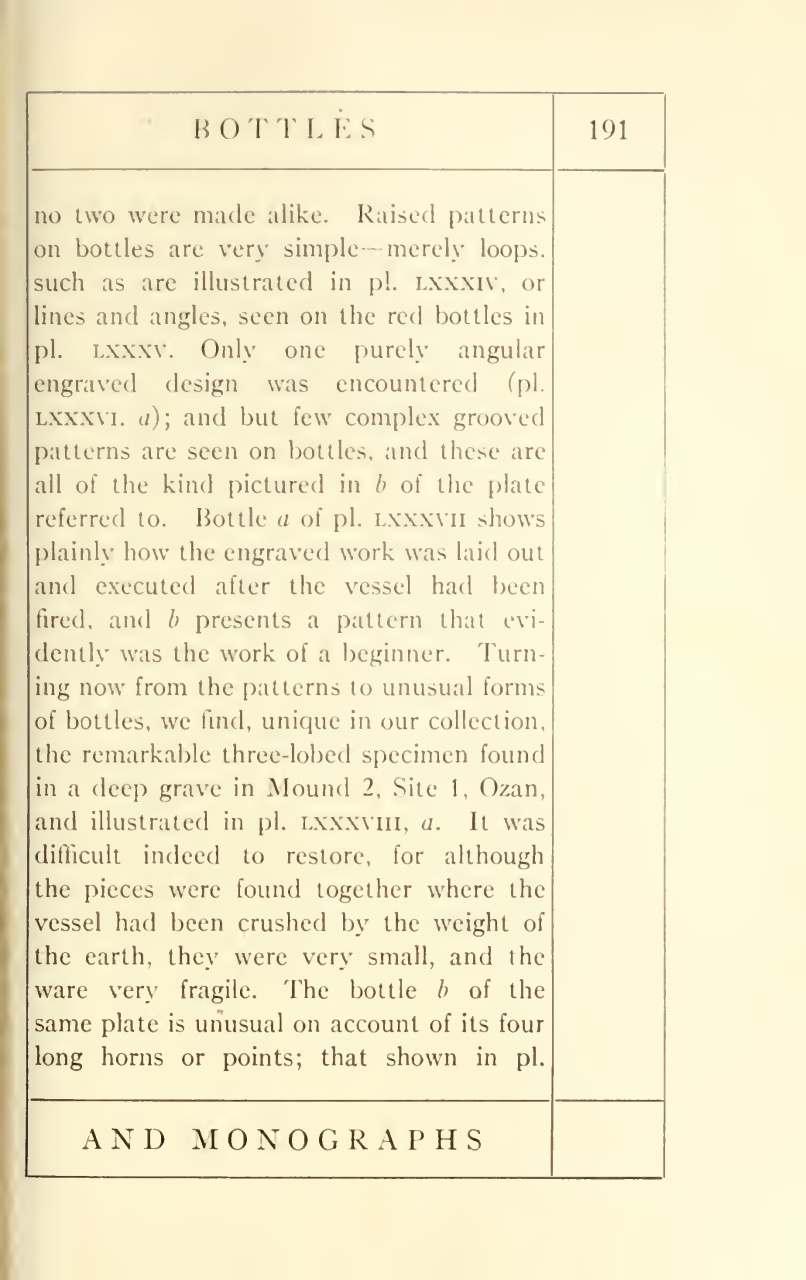 BOTTLES
191
no two were made alike. Raised patterns
on bottles are very simple—merely loops.
such as are illustrated in pl. LXXXIV, or
lines and angles, seen on the red bottles in
pl. LXXXV. Only one purely angular
engraved design was encountered (pl.
LXXXVI. a); and but few complex grooved
patterns are seen on bottles, and these are
all of the kind pictured in b of the plate
referred to. Bottle a of pl. LXXXVII shows
plainly how the engraved work was laid out
and executed after the vessel had been
fired, and b presents a pattern that evi-
dently was the work of a beginner. Turn-
ing now from the patterns to unusual forms
of bottles, we find, unique in our collection,
the remarkable three-lobed specimen found
in a deep grave in Mound 2, Site 1, Ozan,
and illustrated in pl. LXXXVIII, a. It was
difficult indeed to restore, for although
the pieces were found together where the
vessel had been crushed by the weight of
the earth, they were very small, and the
ware very fragile. The bottle b of the
same plate is unusual on account of its four
long horns or points; that shown in pl.
AND MONOGRAPHS